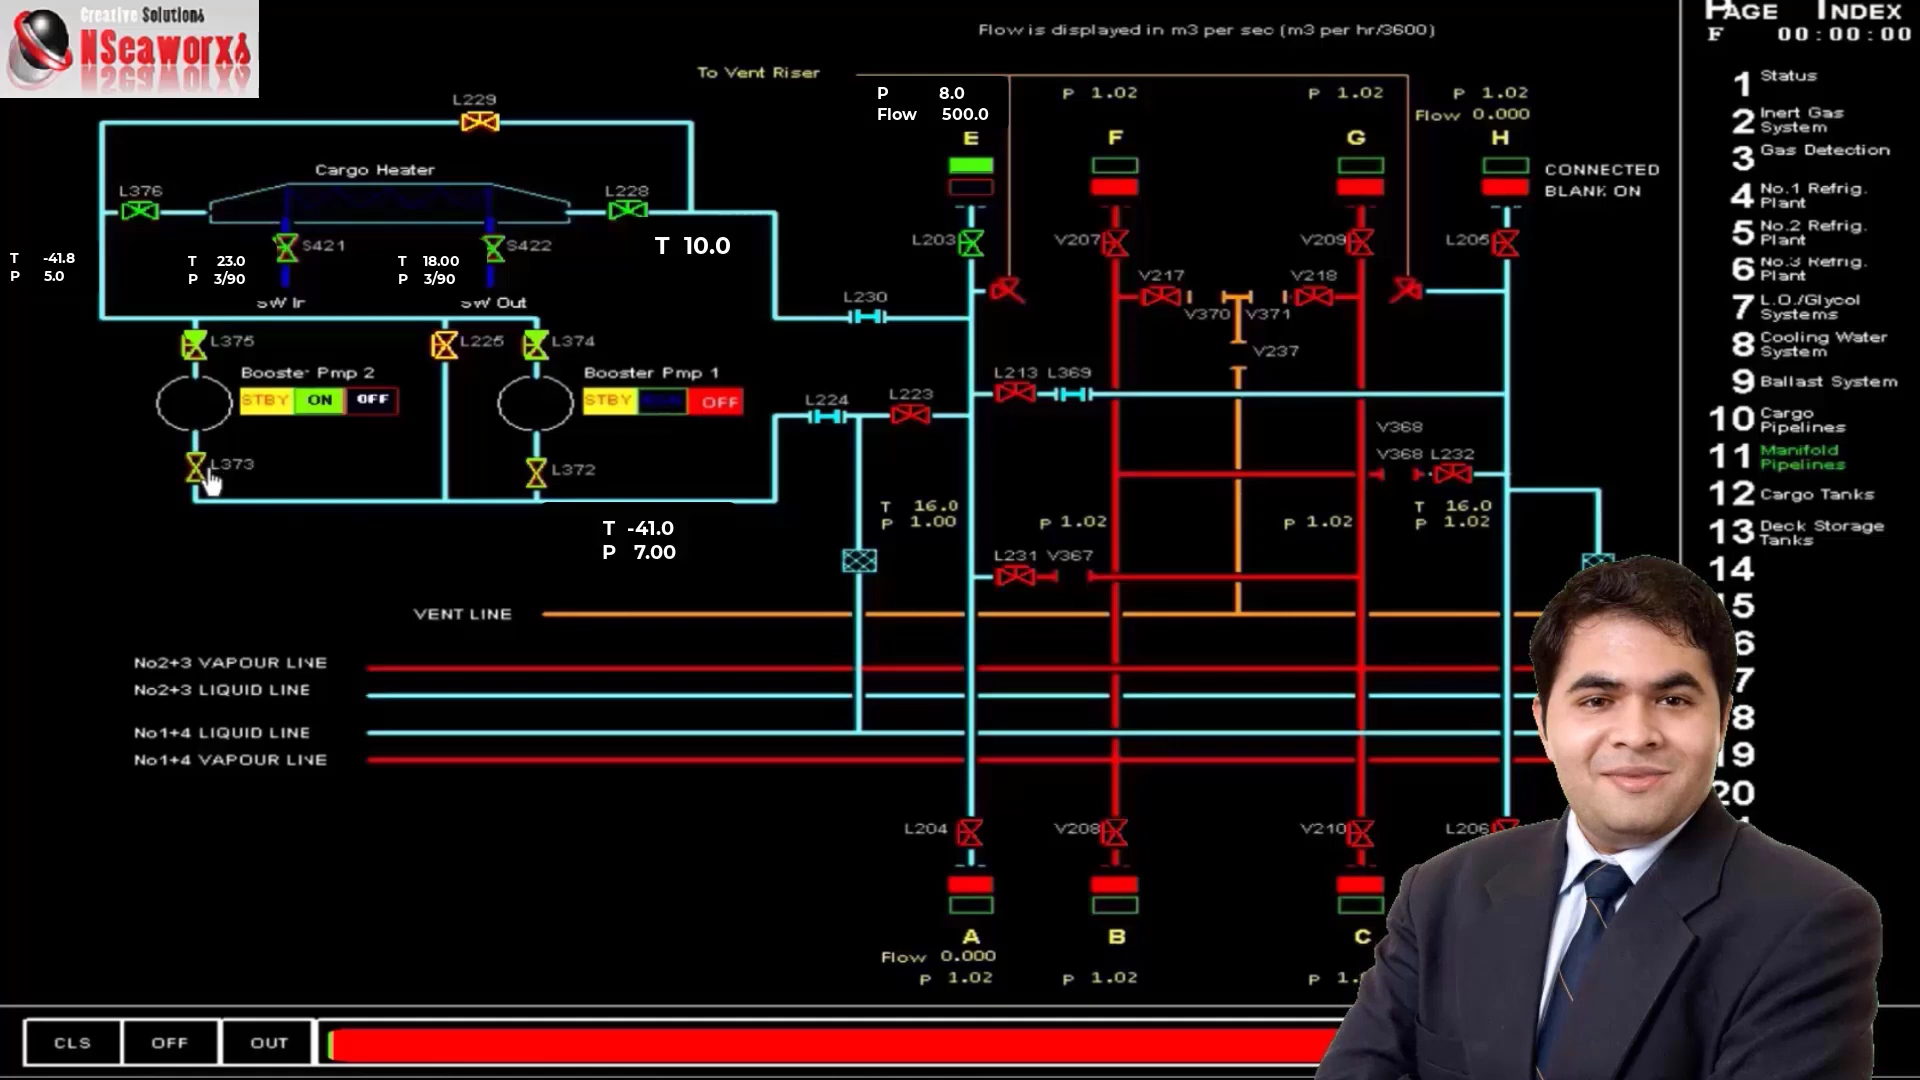 Creative Solutions
NSeaworxs
Flow is displayed in m3 per sec (m3 per hr/3600)
PAGE INDEX
F 00:00:00
To Vent Riser
P 8.0
Flow 500.0
P 1.02
P 1.02
P 1.02
Flow 0.000
E F G H
CONNECTED
BLANK ON
L229
Cargo Heater
L376
L228
S421
S422
T 10.0
T -41.8
P 5.0
T 23.0
P 3/90
T 18.00
P 3/90
SW In
SW Out
L203
V207
V209
L205
V217
V218
L230
V370
V371
V237
L375
L225
L374
Booster Pmp 2
STBY ON OFF
Booster Pmp 1
STBY OFF
L213 L369
L224
L223
V368
V368 L232
L373
L372
T -41.0
P 7.00
T 16.0
P 1.00
P 1.02
P 1.02
T 16.0
P 1.02
L231 V367
VENT LINE
No2+3 VAPOUR LINE
No2+3 LIQUID LINE
No1+4 LIQUID LINE
No1+4 VAPOUR LINE
L204
V208
V210
L206
A B C
Flow 0.000
P 1.02
P 1.02
P 1.
1 Status
2 Inert Gas
System
3 Gas Detection
4 No.1 Refrig.
Plant
5 No.2 Refrig.
Plant
6 No.3 Refrig.
Plant
7 L.O./Glycol
Systems
8 Cooling Water
System
9 Ballast System
10 Cargo
Pipelines
11 Manifold
Pipelines
12 Cargo Tanks
13 Deck Storage
Tanks
14
5
6
7
8
19
20
CLS OFF OUT